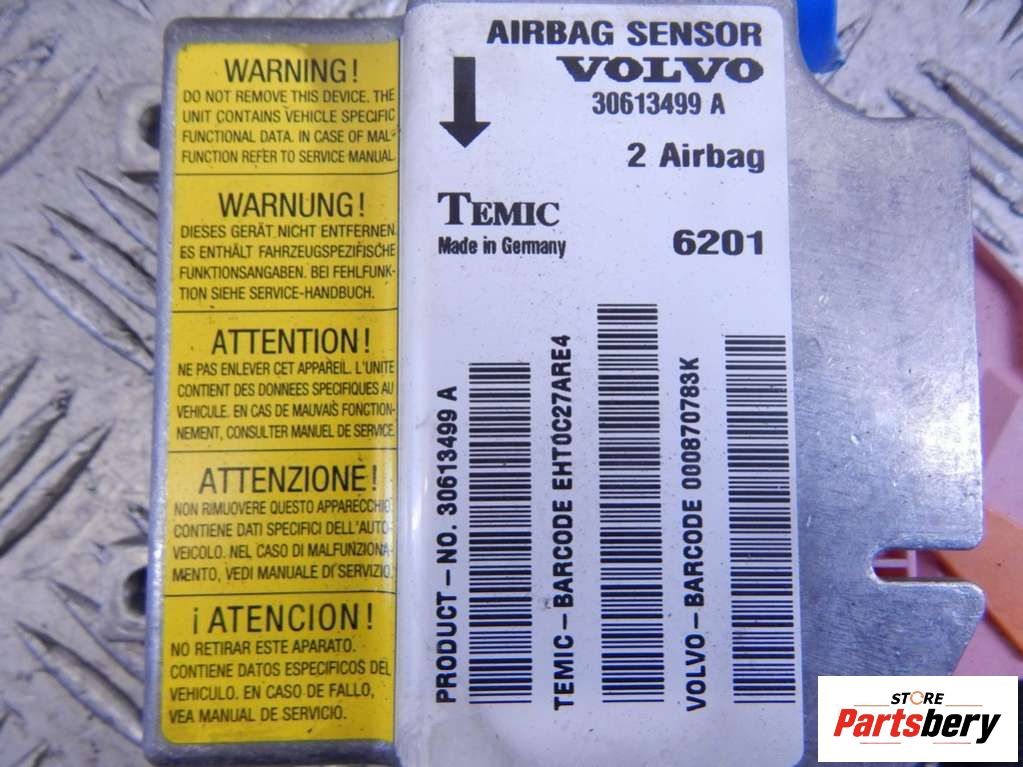 WARNING!
DO NOT REMOVE THIS DEVICE. THE
UNIT CONTAINS VEHICLE SPECIFIC
FUNCTIONAL DATA. IN CASE OF MAL-
FUNCTION REFER TO SERVICE MANUAL.
WARNUNG!
DIESES GERÄT NICHT ENTFERNEN.
ES ENTHÄLT FAHRZEUGSPEZIFISCHE
FUNKTIONSANGABEN. BEI FEHLFUNK-
TION SIEHE SERVICE-HANDBUCH.
ATTENTION!
NE PAS ENLEVER CET APPAREIL. L'UNITE
CONTIENT DES DONNEES SPECIFIQUES AU
VEHICULE. EN CAS DE MAUVAIS FONCTION-
NEMENT, CONSULTER MANUEL DE SERVICE.
ATTENZIONE!
NON RIMUOVERE QUESTO APPARECCHIO.
CONTIENE DATI SPECIFICI DELL'AUTO-
VEICOLO. NEL CASO DI MALFUNZIONA-
MENTO, VEDI MANUALE DI SERVIZIO.
¡ATENCION!
NO RETIRAR ESTE APARATO.
CONTIENE DATOS ESPECIFICOS DEL
VEHICULO. EN CASO DE FALLO,
VEA MANUAL DE SERVICIO.
AIRBAG SENSOR
VOLVO
30613499 A
2 Airbag
TEMIC
Made in Germany
6201
PRODUCT-NO. 30613499 A
TEMIC-BARCODE EHT0C27ARE4
VOLVO-BARCODE 000870783K
STORE
Partsbery